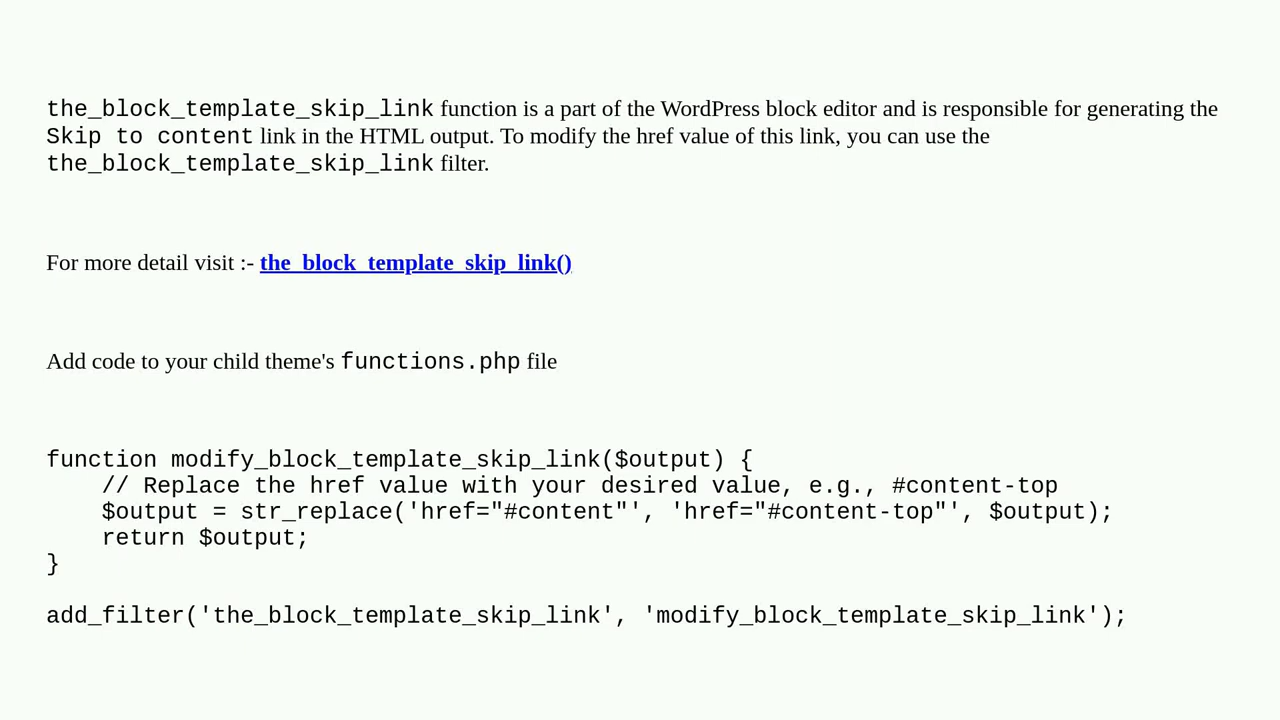 the_block_template_skip_link function is a part of the WordPress block editor and is responsible for generating the
Skip to content link in the HTML output. To modify the href value of this link, you can use the
the_block_template_skip_link filter.
For more detail visit :- the_block_template_skip_link()
Add code to your child theme's functions.php file
function modify_block_template_skip_link($output) {
    // Replace the href value with your desired value, e.g., #content-top
    $output = str_replace('href="#content"', 'href="#content-top"', $output);
    return $output;
}
add_filter('the_block_template_skip_link', 'modify_block_template_skip_link');